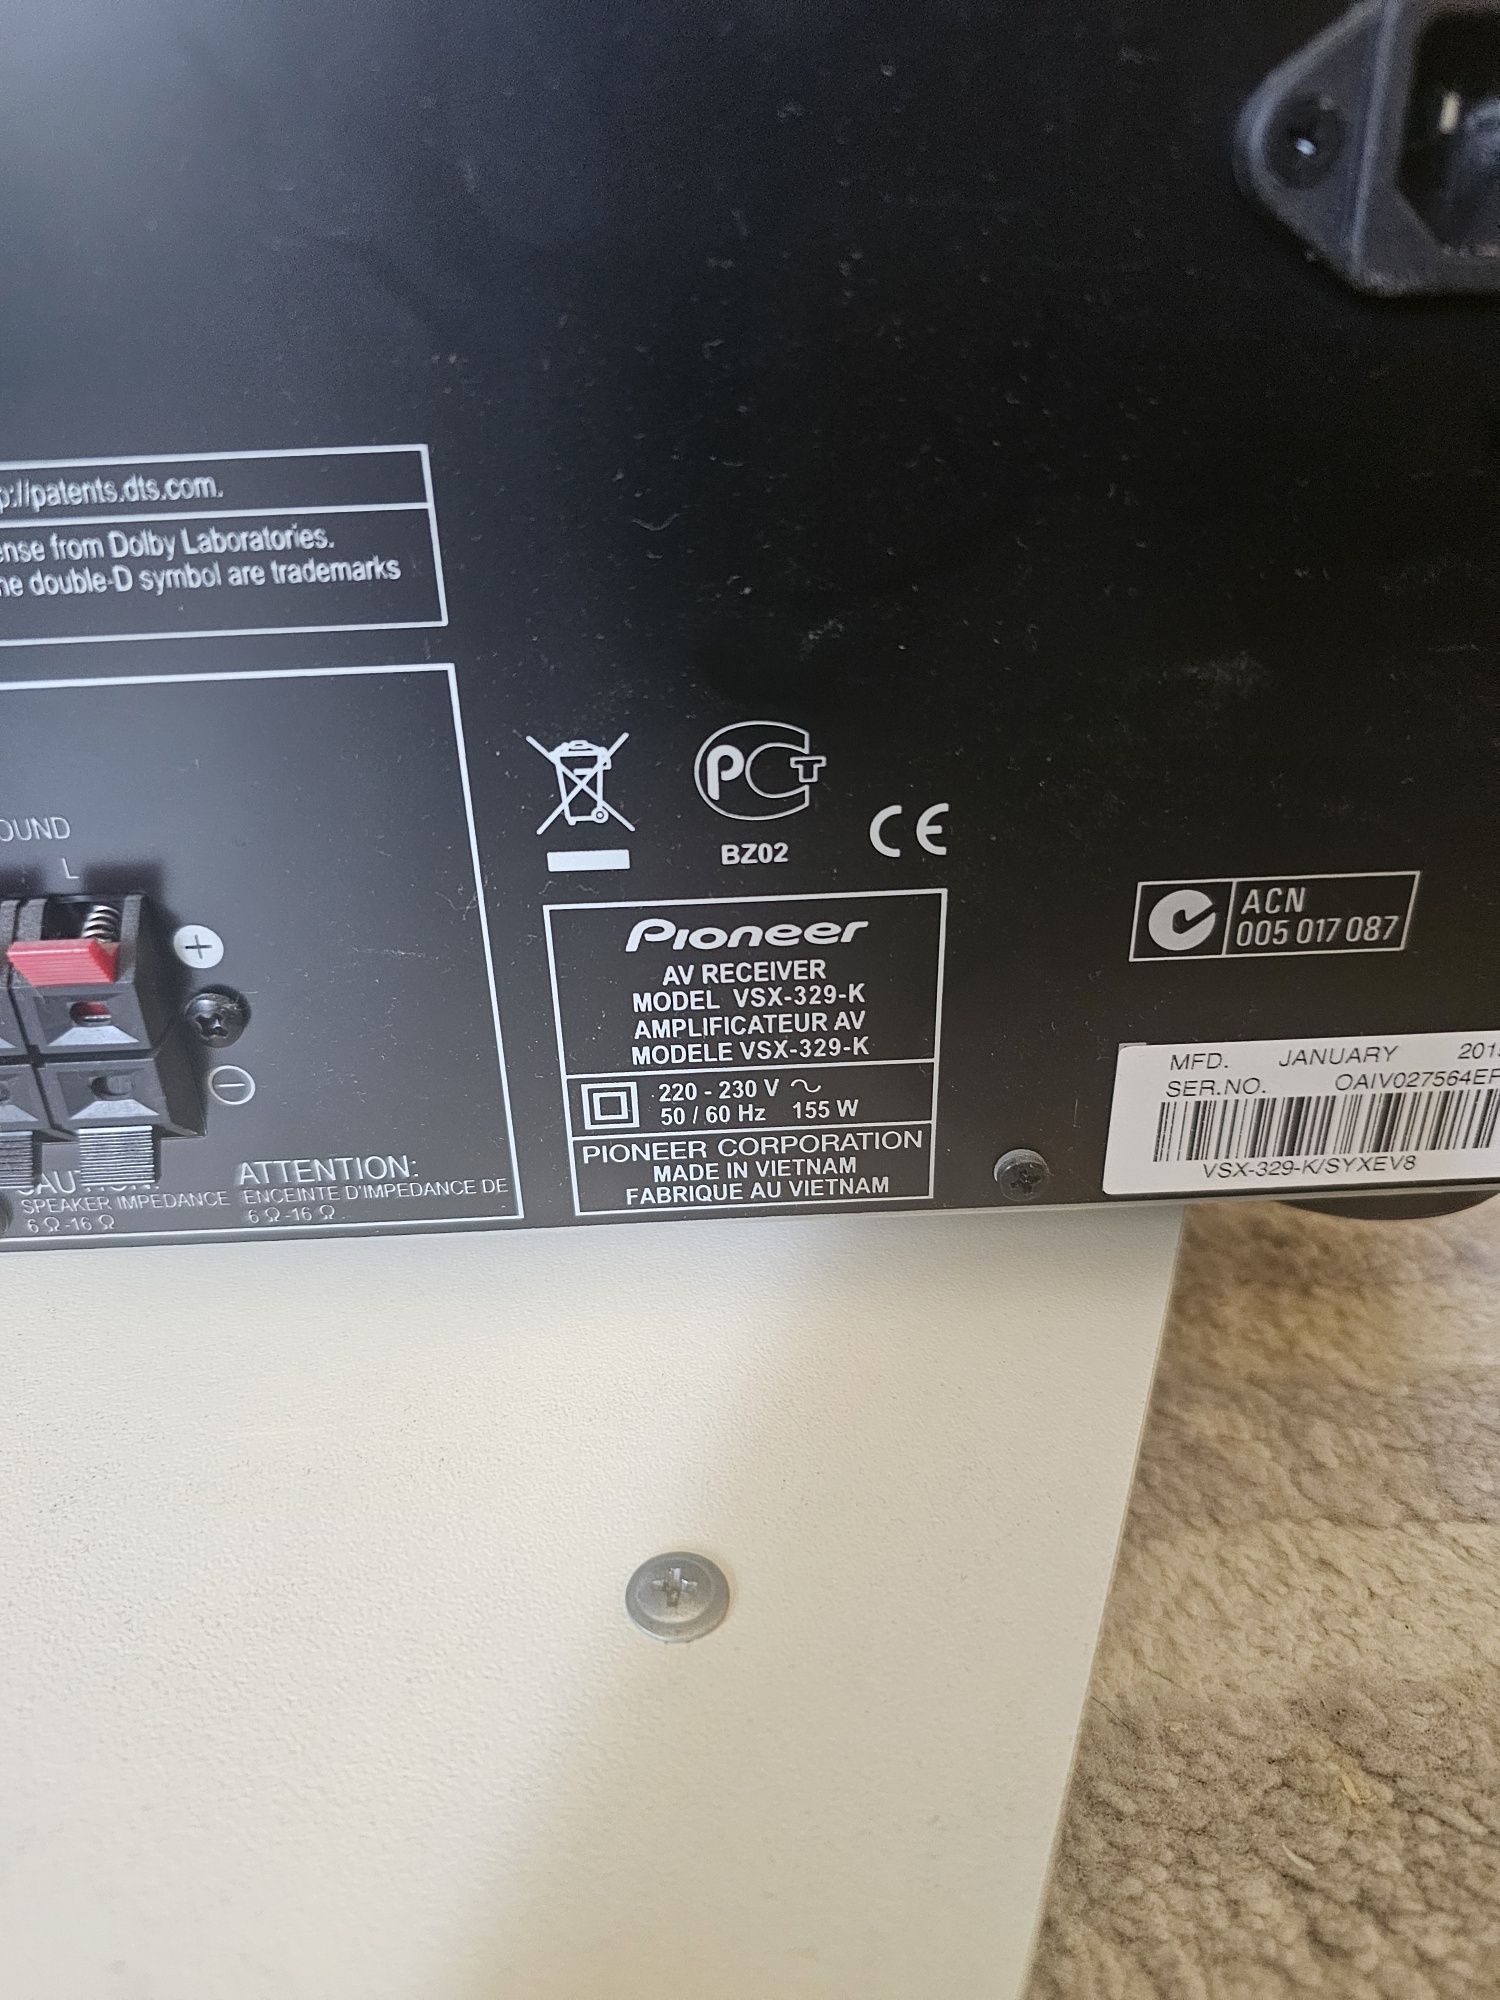 p://patents.dts.com.
ense from Dolby Laboratories.
he double-D symbol are trademarks
OUND
L
PCT
BZ02
CE
ACN
005 017 087
Pioneer
AV RECEIVER
MODEL VSX-329-K
AMPLIFICATEUR AV
MODELE VSX-329-K
220 - 230 V ~
50 / 60 Hz 155 W
PIONEER CORPORATION
MADE IN VIETNAM
FABRIQUE AU VIETNAM
MFD. JANUARY 201
SER.NO. OAIV027564EF
VSX-329-K/SYXEV8
+
−
SPEAKER IMPEDANCE
6 Ω-16 Ω
ATTENTION:
ENCEINTE D'IMPEDANCE DE
6 Ω-16 Ω.